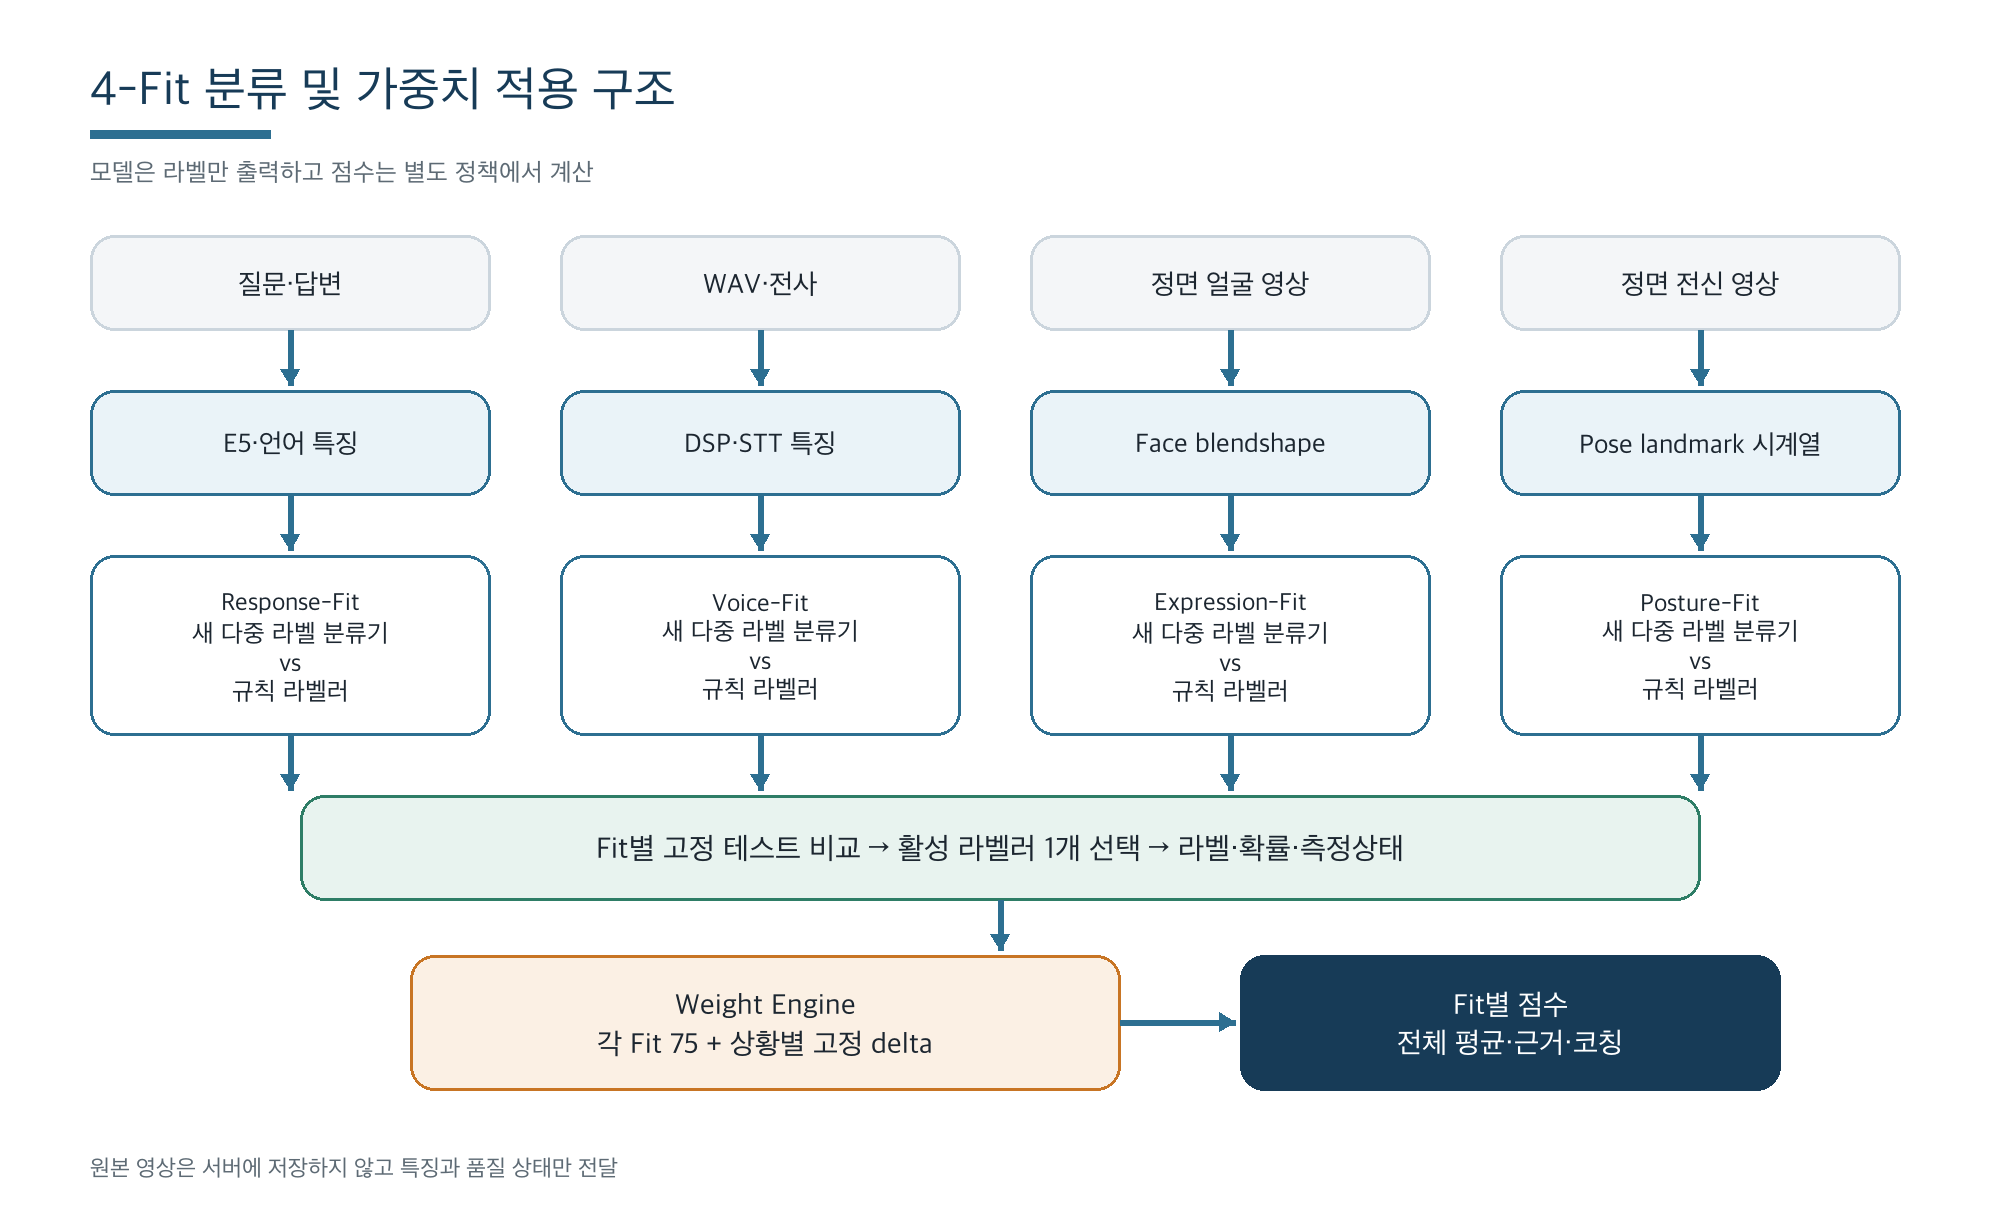 4-Fit 분류 및 가중치 적용 구조
모델은 라벨만 출력하고 점수는 별도 정책에서 계산
질문·답변
WAV·전사
정면 얼굴 영상
정면 전신 영상
E5·언어 특징
DSP·STT 특징
Face blendshape
Pose landmark 시계열
Response-Fit
새 다중 라벨 분류기
vs
규칙 라벨러
Voice-Fit
새 다중 라벨 분류기
vs
규칙 라벨러
Expression-Fit
새 다중 라벨 분류기
vs
규칙 라벨러
Posture-Fit
새 다중 라벨 분류기
vs
규칙 라벨러
Fit별 고정 테스트 비교 → 활성 라벨러 1개 선택 → 라벨·확률·측정상태
Weight Engine
각 Fit 75 + 상황별 고정 delta
Fit별 점수
전체 평균·근거·코칭
원본 영상은 서버에 저장하지 않고 특징과 품질 상태만 전달